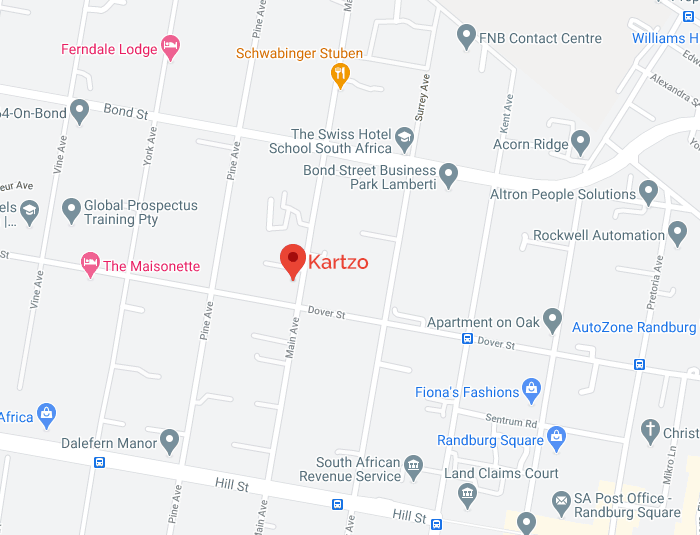 Ferndale Lodge
Pine Ave
Schwabinger Stuben
FNB Contact Centre
Williams H
Alexandra S
64-On-Bond
Bond St
Surrey Ave
Kent Ave
Vine Ave
York Ave
Pine Ave
The Swiss Hotel
School South Africa
Acorn Ridge
Bond Street Business
Park Lamberti
eur Ave
Altron People Solutions
els
|...
Global Prospectus
Training Pty
Rockwell Automation
St
The Maisonette
Kartzo
Vine Ave
Pine Ave
Main Ave
Dover St
Pretoria Ave
Apartment on Oak
AutoZone Randburg
Dover St
Fiona's Fashions
Africa
Sentrum Rd
Christ
Dalefern Manor
Randburg Square
Mikro Ln
South African
Revenue Service
Land Claims Court
Hill St
Pine Ave
Main Ave
Hill St
SA Post Office -
Randburg Square